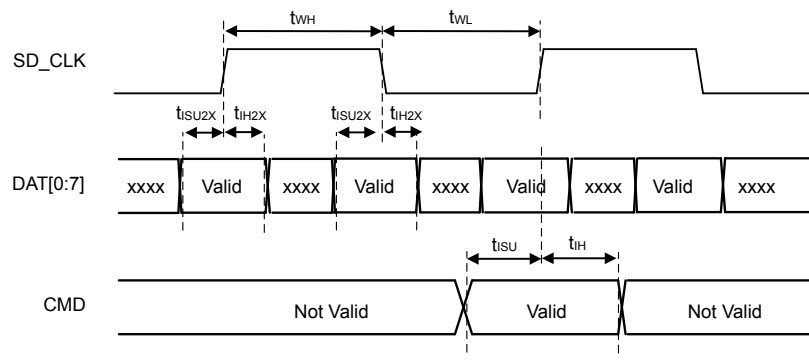 tWH tWL
SD_CLK
tISU2X tIH2X tISU2X tIH2X
DAT[0:7] xxxx Valid xxxx Valid xxxx Valid xxxx Valid xxxx
tISU tIH
CMD Not Valid Valid Not Valid